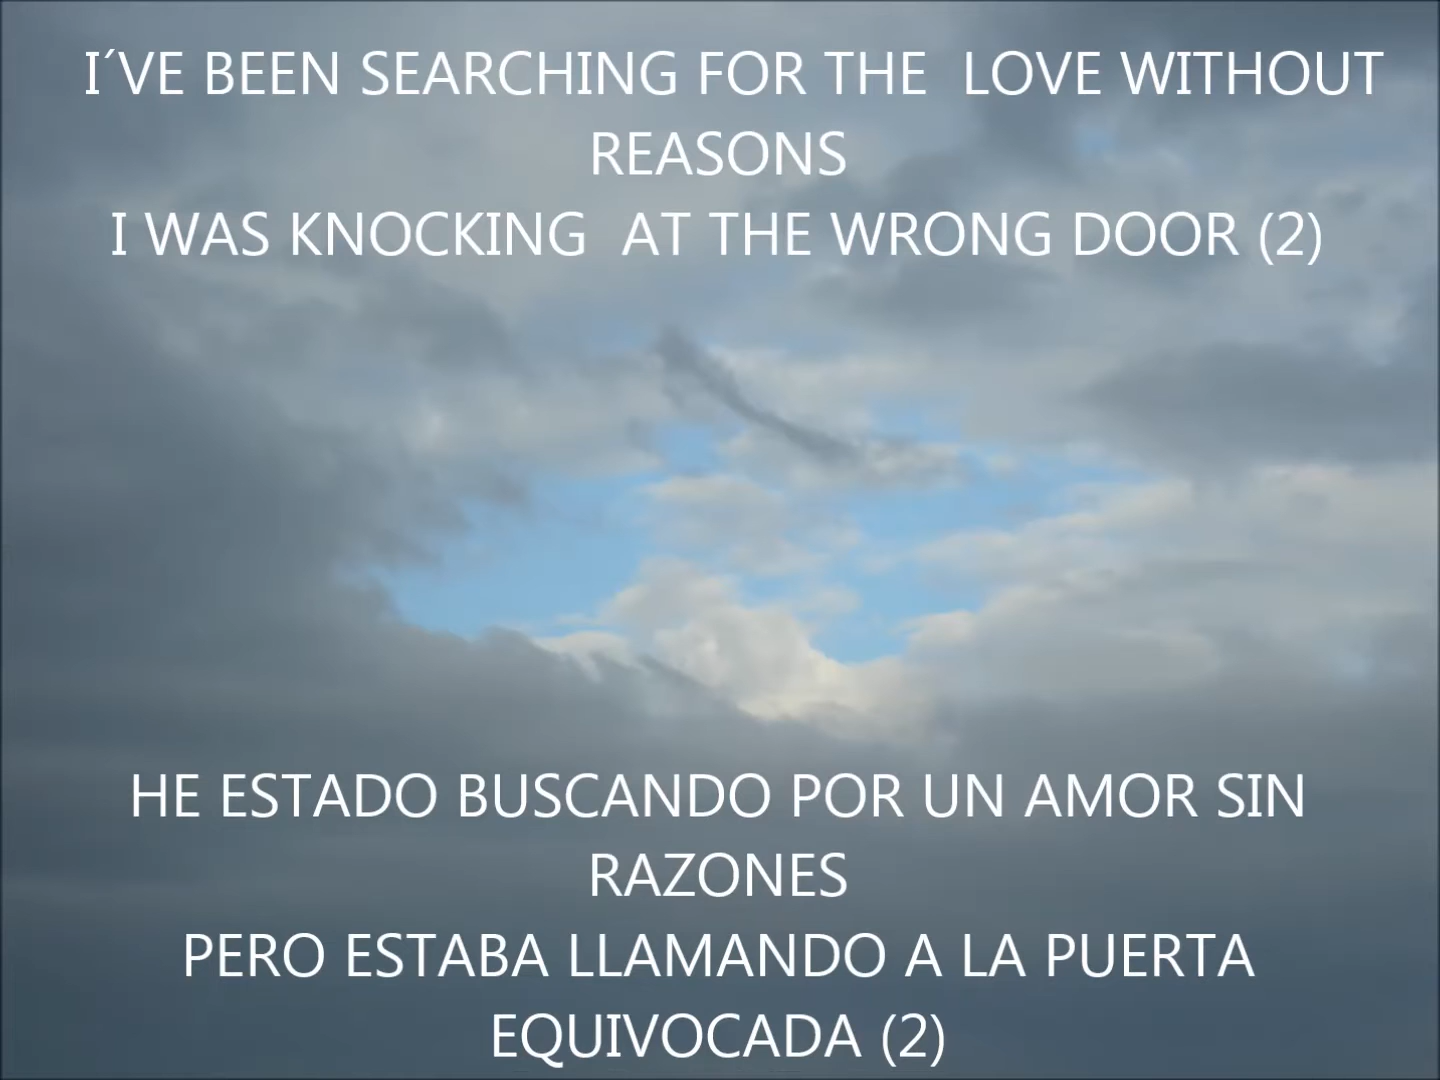 I´VE BEEN SEARCHING FOR THE  LOVE WITHOUT
REASONS
I WAS KNOCKING  AT THE WRONG DOOR (2)
HE ESTADO BUSCANDO POR UN AMOR SIN
RAZONES
PERO ESTABA LLAMANDO A LA PUERTA
EQUIVOCADA (2)